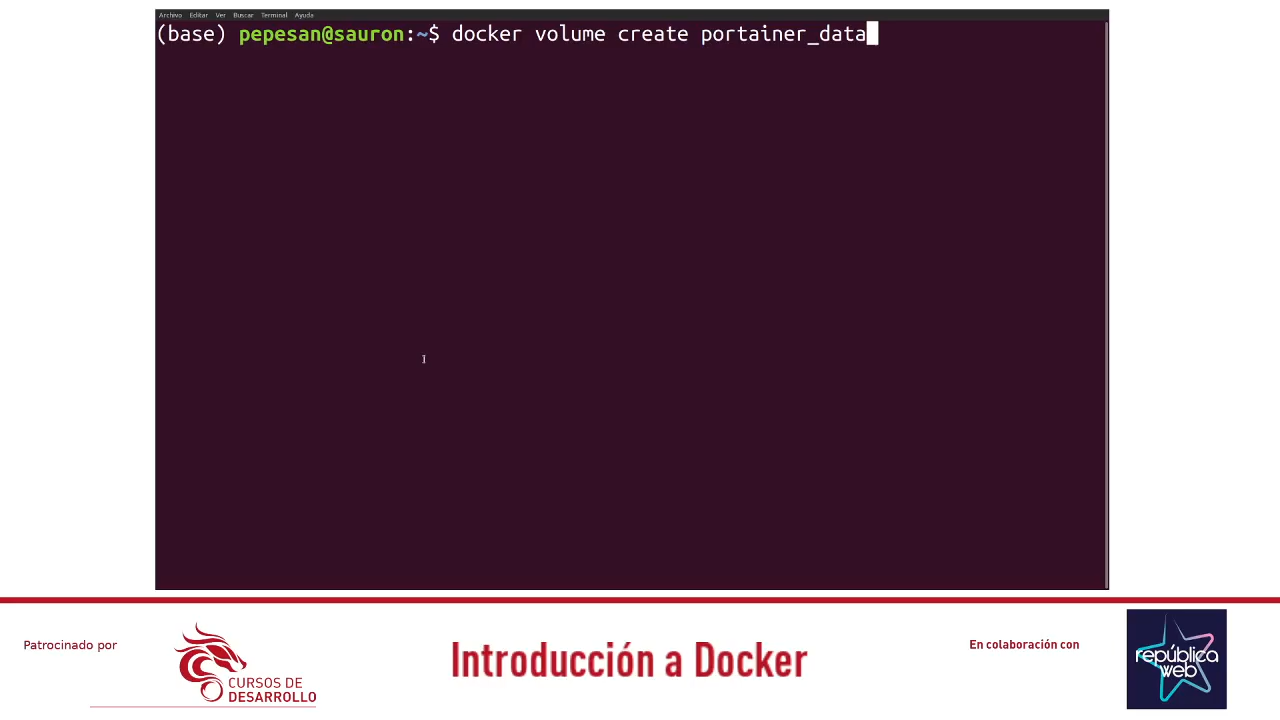 Archivo Editar Ver Buscar Terminal Ayuda
(base) pepesan@sauron:~$ docker volume create portainer_data
Patrocinado por
CURSOS DE
DESARROLLO
Introducción a Docker
En colaboración con
república
web